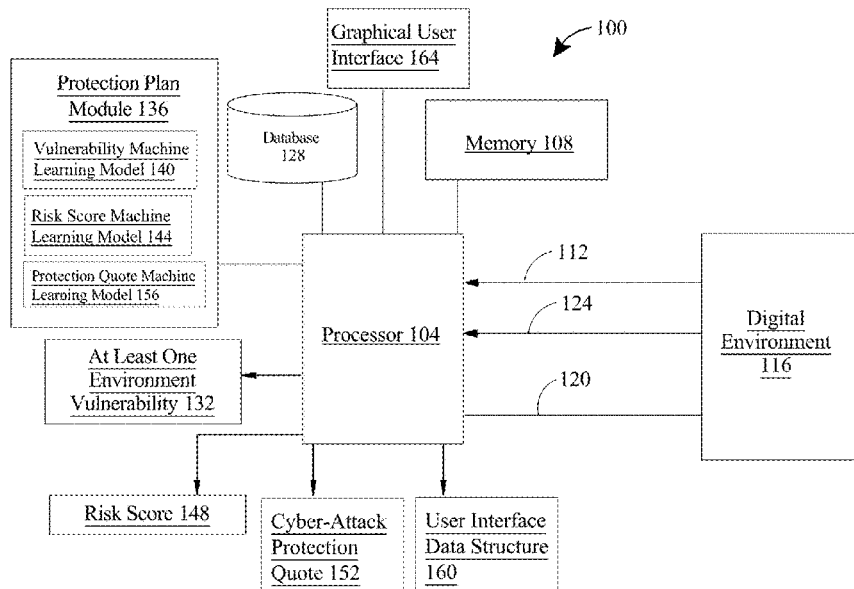 Graphical User
Interface 164
100
Protection Plan
Module 136
Vulnerability Machine
Learning Model 140
Risk Score Machine
Learning Model 144
Protection Quote Machine
Learning Model 156
Database
128
Memory 108
Processor 104
112
124
120
Digital
Environment
116
At Least One
Environment
Vulnerability 132
Risk Score 148
Cyber-Attack
Protection
Quote 152
User Interface
Data Structure
160